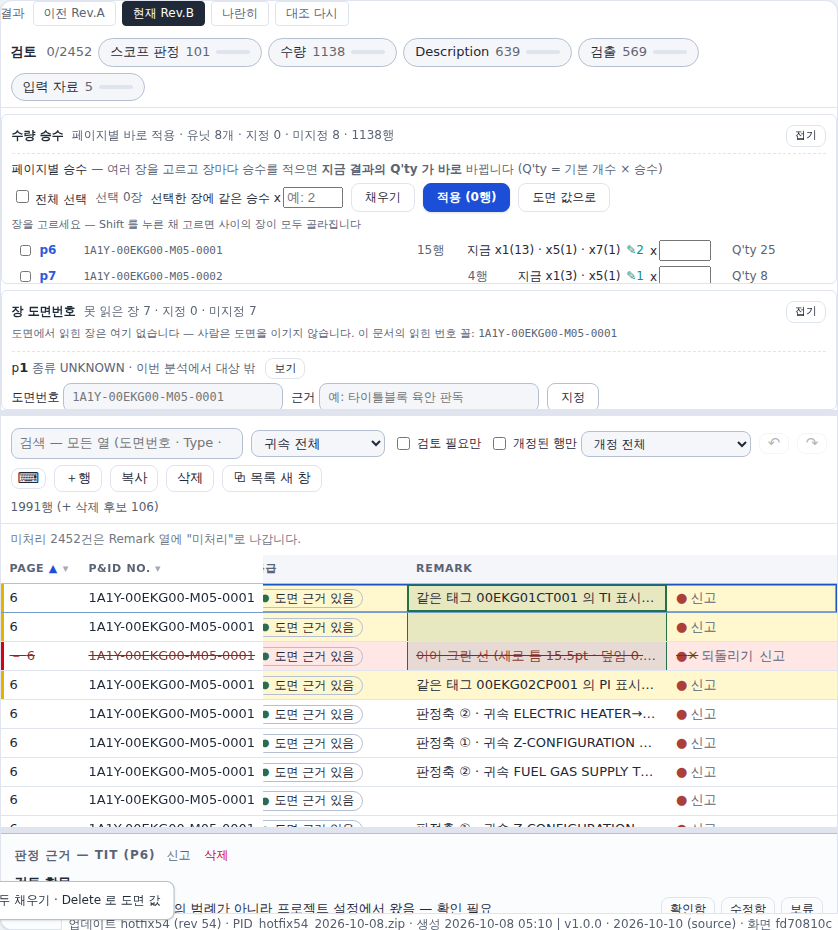 결과 이전 Rev.A 현재 Rev.B 나란히 대조 다시
검토 0/2452 스코프 판정 101 수량 1138 Description 639 검출 569
입력 자료 5
수량 승수 페이지별 바로 적용 · 유닛 8개 · 지정 0 · 미지정 8 · 1138행 접기
페이지별 승수 — 여러 장을 고르고 장마다 승수를 적으면 지금 결과의 Q'ty 가 바로 바뀝니다 (Q'ty = 기본 개수 × 승수)
전체 선택 선택 0장 선택한 장에 같은 승수 x 예: 2 채우기 적용 (0행) 도면 값으로
장을 고르세요 — Shift 를 누른 채 고르면 사이의 장이 모두 골라집니다
p6 1A1Y-00EKG00-M05-0001 15행 지금 x1(13) · x5(1) · x7(1) ✎2 x Q'ty 25
p7 1A1Y-00EKG00-M05-0002 4행 지금 x1(3) · x5(1) ✎1 x Q'ty 8
장 도면번호 못 읽은 장 7 · 지정 0 · 미지정 7 접기
도면에서 읽힌 장은 여기 없습니다 — 사람은 도면을 이기지 않습니다. 이 문서의 읽힌 번호 꼴: 1A1Y-00EKG00-M05-0001
p1 종류 UNKNOWN · 이번 분석에서 대상 밖 보기
도면번호 1A1Y-00EKG00-M05-0001 근거 예: 타이틀블록 육안 판독 지정
검색 — 모든 열 (도면번호 · Type · 귀속 전체 검토 필요만 개정된 행만 개정 전체 ↶ ↷
⌨ ＋행 복사 삭제 ⧉ 목록 새 창
1991행 (+ 삭제 후보 106)
미처리 2452건은 Remark 열에 "미처리"로 나갑니다.
PAGE ▲ ▼ P&ID NO. ▼ 급 REMARK
6 1A1Y-00EKG00-M05-0001 도면 근거 있음 같은 태그 00EKG01CT001 의 TI 표시… ● 신고
6 1A1Y-00EKG00-M05-0001 도면 근거 있음 ● 신고
− 6 1A1Y-00EKG00-M05-0001 도면 근거 있음 이어 그린 선 (세로 틈 15.5pt · 덮임 0.… ●✕ 되돌리기 신고
6 1A1Y-00EKG00-M05-0001 도면 근거 있음 같은 태그 00EKG02CP001 의 PI 표시… ● 신고
6 1A1Y-00EKG00-M05-0001 도면 근거 있음 판정축 ② · 귀속 ELECTRIC HEATER→… ● 신고
6 1A1Y-00EKG00-M05-0001 도면 근거 있음 판정축 ① · 귀속 Z-CONFIGURATION … ● 신고
6 1A1Y-00EKG00-M05-0001 도면 근거 있음 판정축 ② · 귀속 FUEL GAS SUPPLY T… ● 신고
6 1A1Y-00EKG00-M05-0001 도면 근거 있음 ● 신고
판정 근거 — TIT (P6) 신고 삭제
두 채우기 · Delete 로 도면 값
의 범례가 아니라 프로젝트 설정에서 왔음 — 확인 필요 확인함 수정함 보류
업데이트 hotfix54 (rev 54) · PID_hotfix54_2026-10-08.zip · 생성 2026-10-08 05:10 | v1.0.0 · 2026-10-10 (source) · 화면 fd70810c